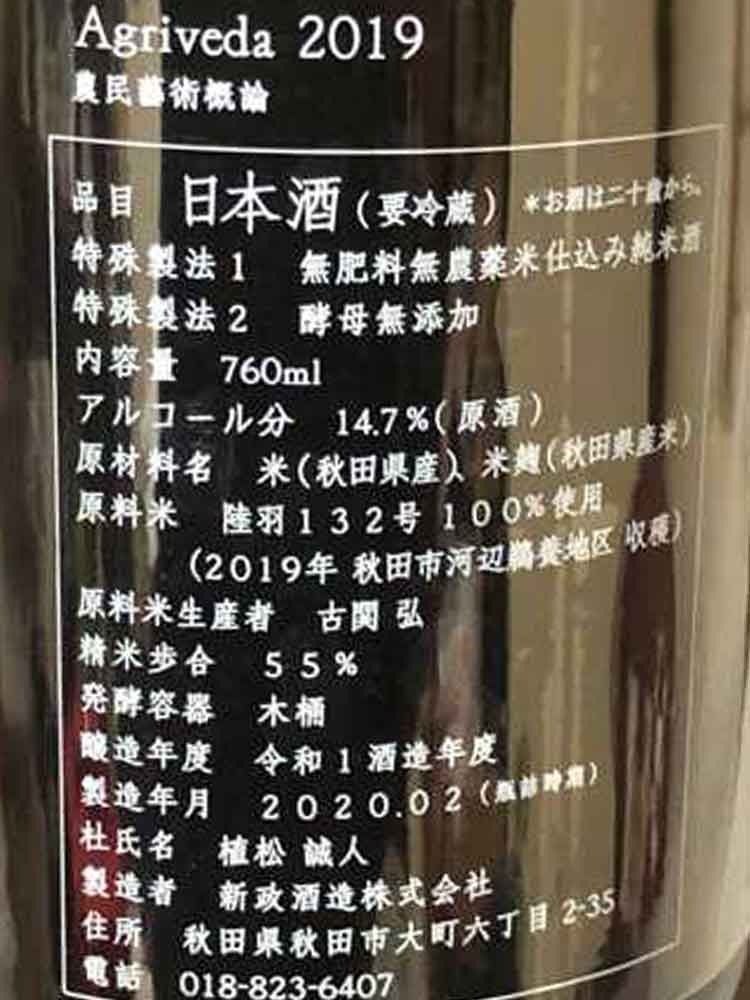 Agriveda 2019
農民藝術概論
品目 日本酒(要冷蔵) *お酒は二十歳から。
特殊製法1 無肥料無農薬米仕込み純米酒
特殊製法2 酵母無添加
内容量 760ml
アルコール分 14.7%(原酒)
原材料名 米(秋田県産)、米麹(秋田県産米)
原料米 陸羽132号 100%使用
(2019年 秋田市河辺鵜養地区 収穫)
原料米生産者 古関 弘
精米歩合 55%
発酵容器 木桶
醸造年度 令和1酒造年度
製造年月 2020.02(瓶詰時期)
杜氏名 植松 誠人
製造者 新政酒造株式会社
住所 秋田県秋田市大町六丁目 2-35
電話 018-823-6407